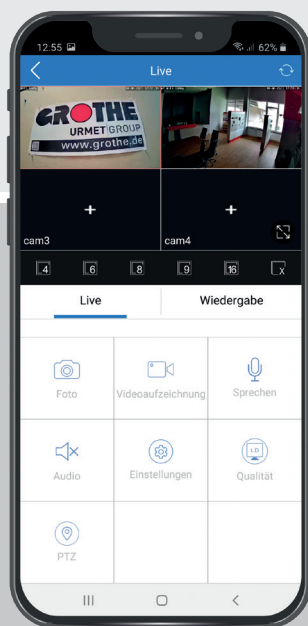 12:55 62%
Live
GROTHE
URMET GROUP
www.grothe.de
cam3 cam4
4 6 8 9 16 X
Live Wiedergabe
Foto Videoaufzeichnung Sprechen
LD
Audio Einstellungen Qualität
PTZ